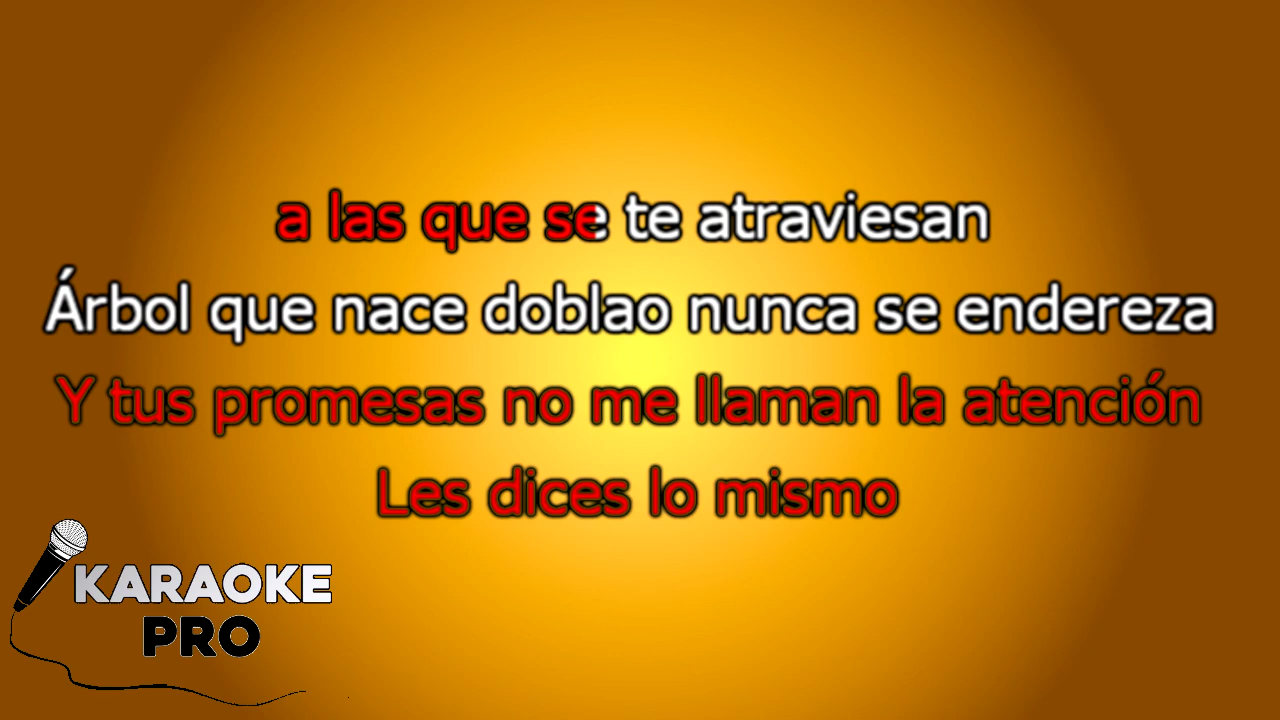 a las que se te atraviesan
Árbol que nace doblao nunca se endereza
Y tus promesas no me llaman la atención
Les dices lo mismo
KARAOKE
PRO